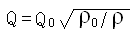 Q = Q₀ √ρ₀/ρ